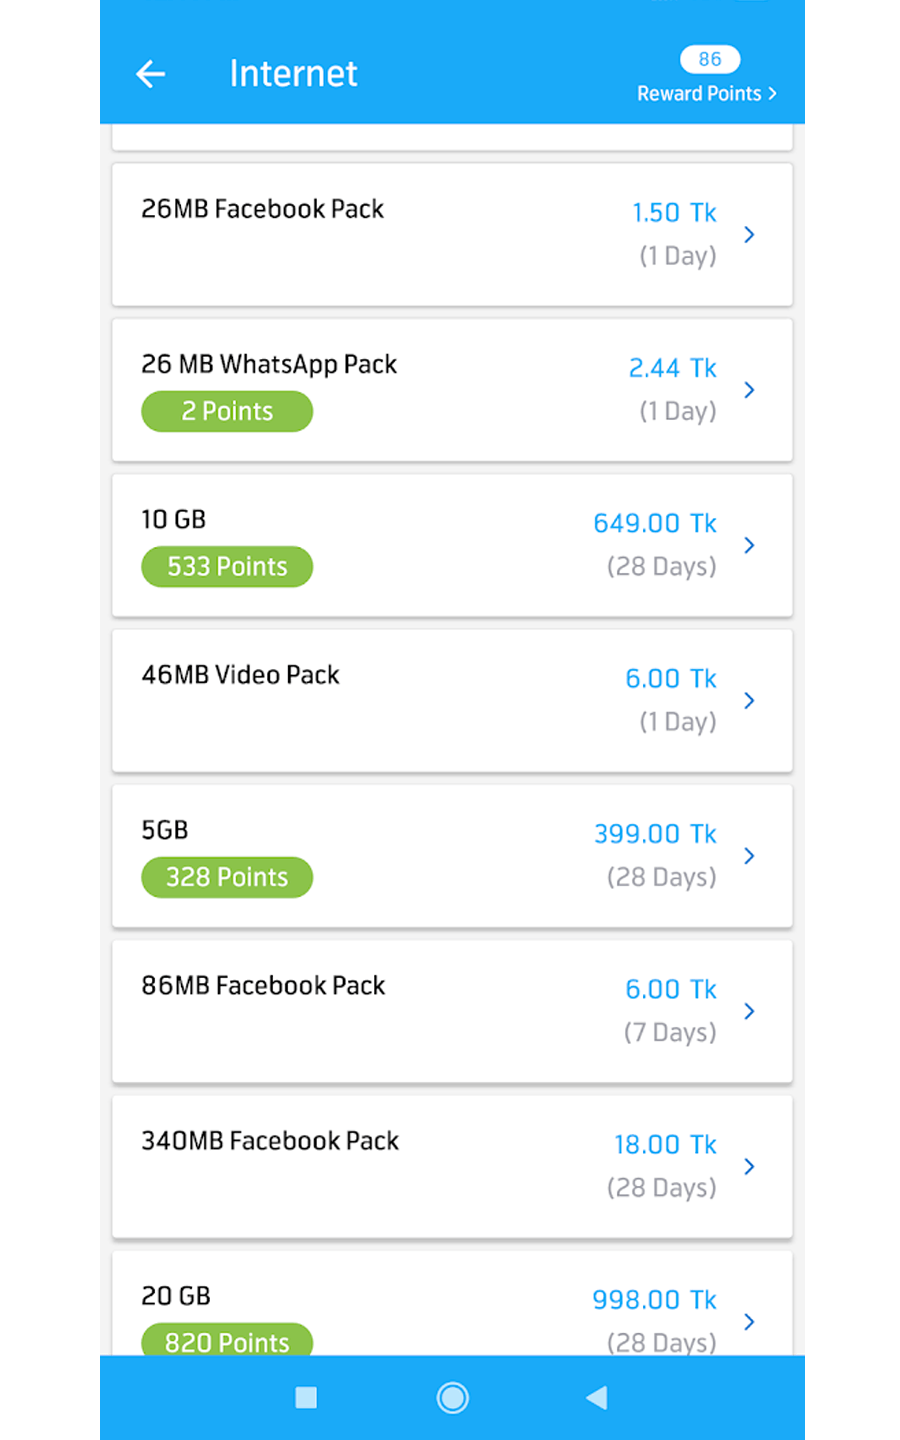 Internet
86
Reward Points >
26MB Facebook Pack
1.50 Tk
(1 Day)
26 MB WhatsApp Pack
2.44 Tk
2 Points
(1 Day)
10 GB
649.00 Tk
533 Points
(28 Days)
46MB Video Pack
6.00 Tk
(1 Day)
5GB
399.00 Tk
328 Points
(28 Days)
86MB Facebook Pack
6.00 Tk
(7 Days)
340MB Facebook Pack
18.00 Tk
(28 Days)
20 GB
998.00 Tk
820 Points
(28 Days)